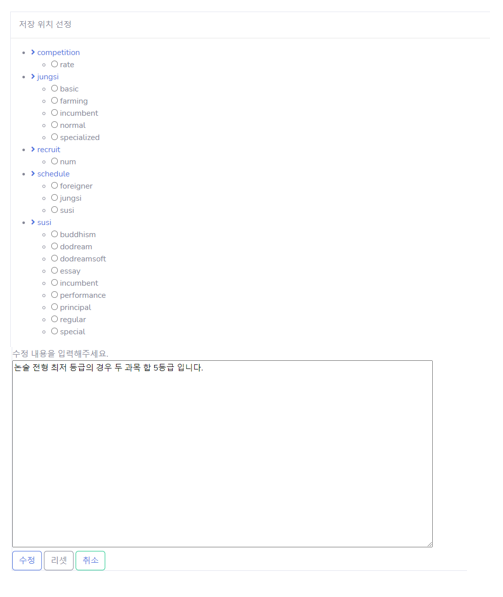 저장 위치 선정
competition
rate
jungsi
basic
farming
incumbent
normal
specialized
recruit
num
schedule
foreigner
jungsi
susi
susi
buddhism
dodream
dodreamsoft
essay
incumbent
performance
principal
regular
special
수정 내용을 입력해주세요.
논술 전형 최저 등급의 경우 두 과목 합 5등급 입니다.
수정 리셋 취소